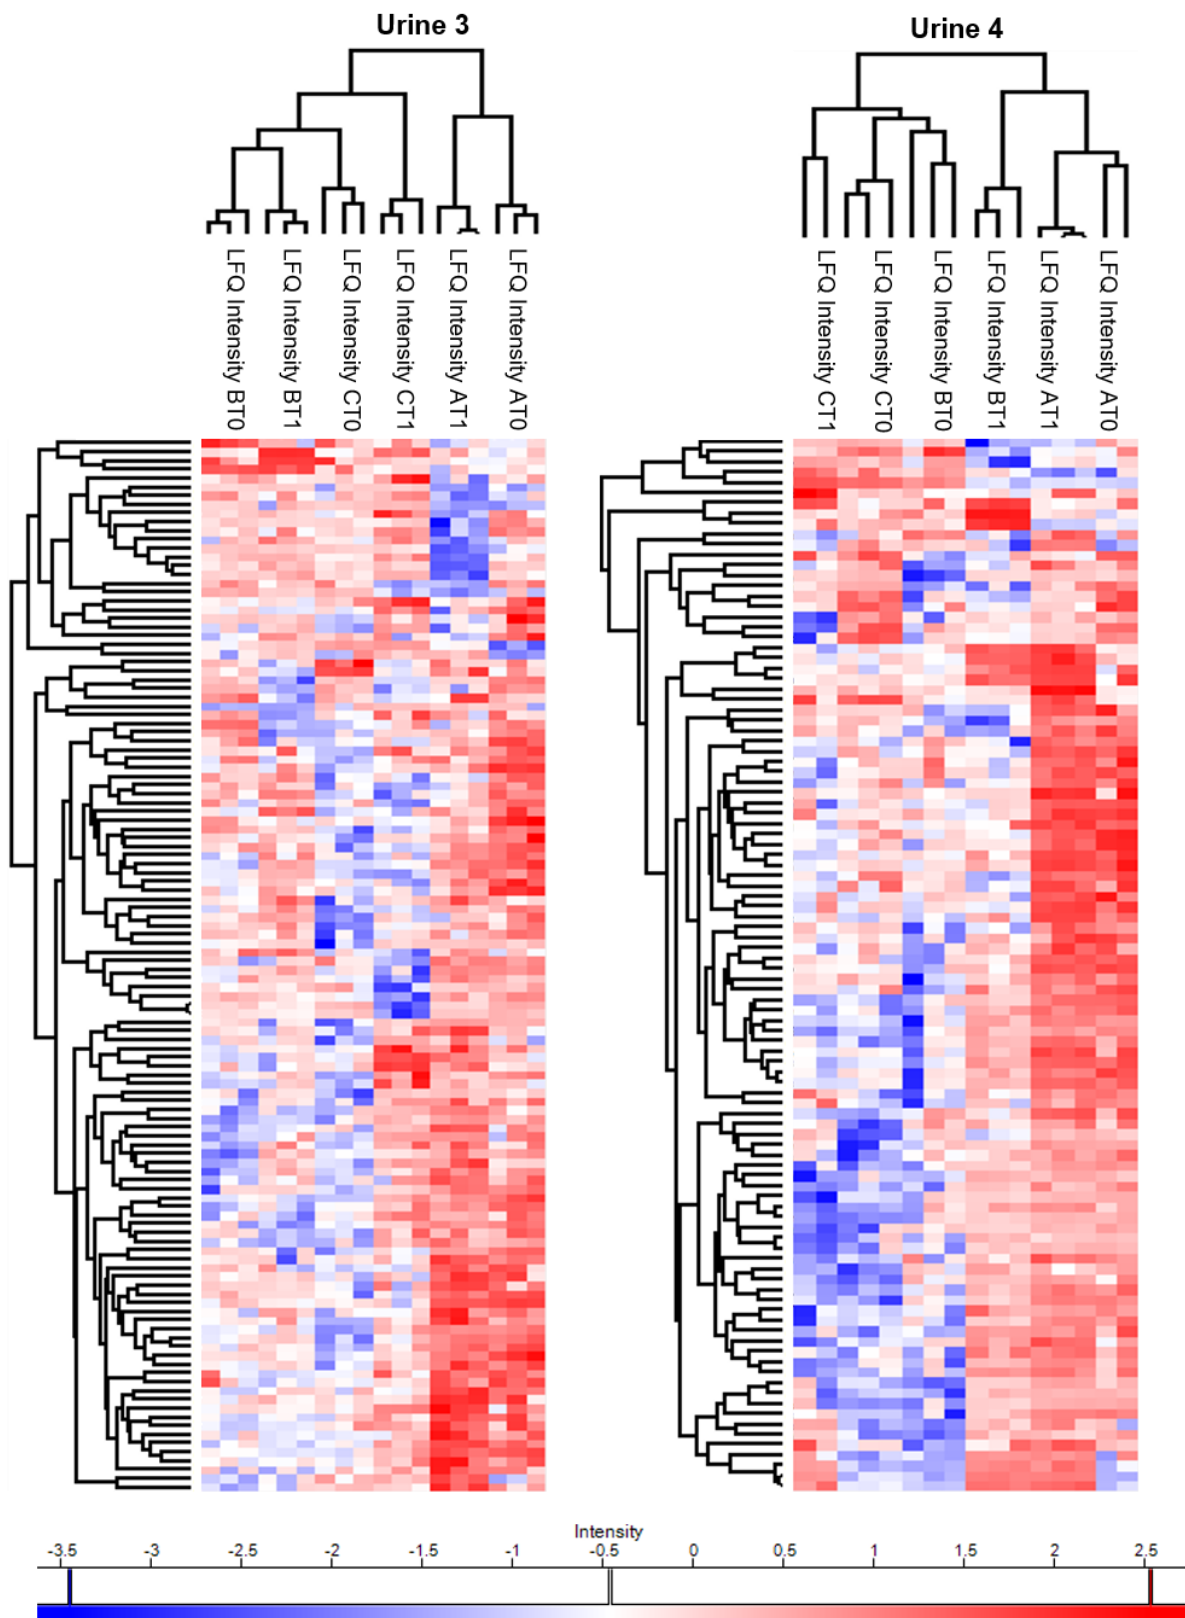 Urine 3
Urine 4
LFQ Intensity BT0
LFQ Intensity BT1
LFQ Intensity CT0
LFQ Intensity CT1
LFQ Intensity AT1
LFQ Intensity AT0
LFQ Intensity CT1
LFQ Intensity CT0
LFQ Intensity BT0
LFQ Intensity BT1
LFQ Intensity AT1
LFQ Intensity AT0
Intensity
-3.5 -3 -2.5 -2 -1.5 -1 -0.5 0 0.5 1 1.5 2 2.5